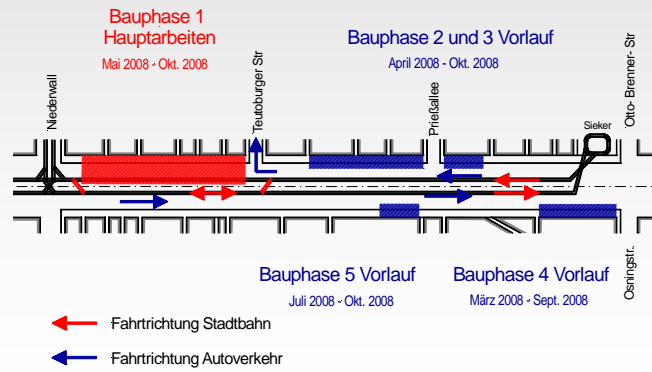 Bauphase 1
Hauptarbeiten
Mai 2008 - Okt. 2008
Bauphase 2 und 3 Vorlauf
April 2008 - Okt. 2008
Niederwall
Teutoburger Str
Prießallee
Sieker
Otto- Brenner- Str
Bauphase 5 Vorlauf
Juli 2008 - Okt. 2008
Bauphase 4 Vorlauf
März 2008 - Sept. 2008
Osningstr.
Fahrtrichtung Stadtbahn
Fahrtrichtung Autoverkehr